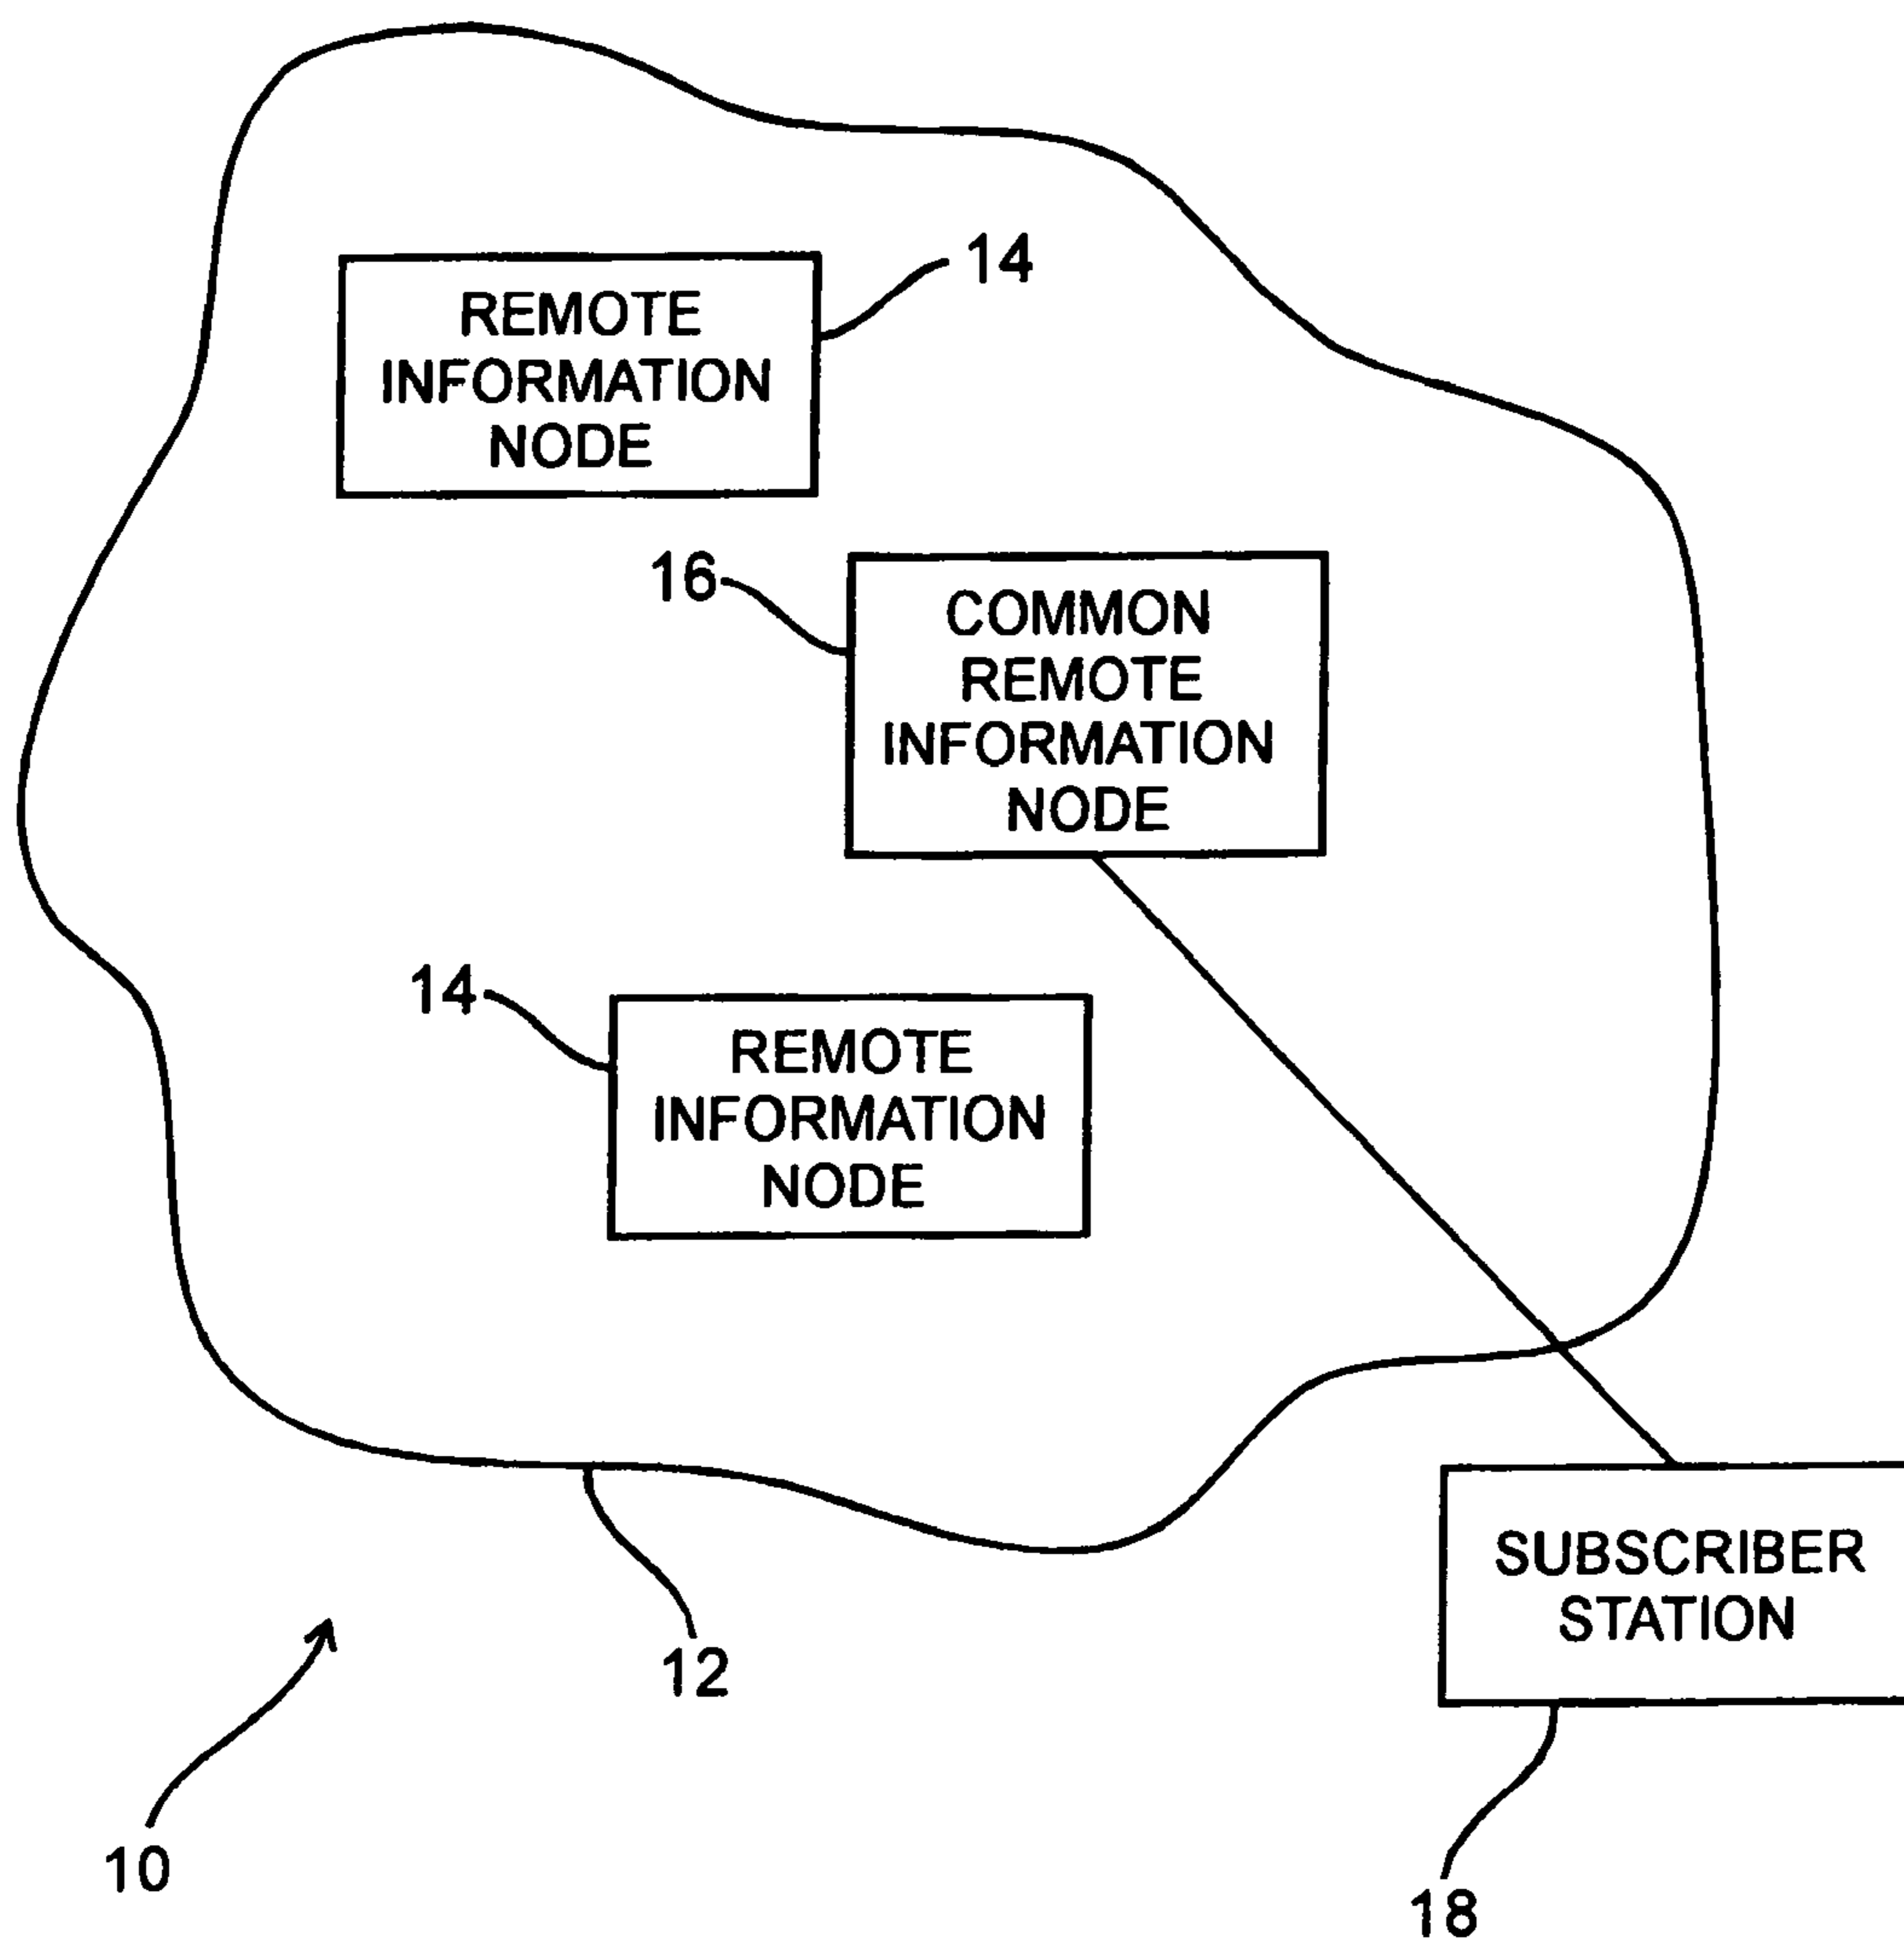 14
REMOTE
INFORMATION
NODE
16
COMMON
REMOTE
INFORMATION
NODE
14
REMOTE
INFORMATION
NODE
SUBSCRIBER
STATION
12
10
18